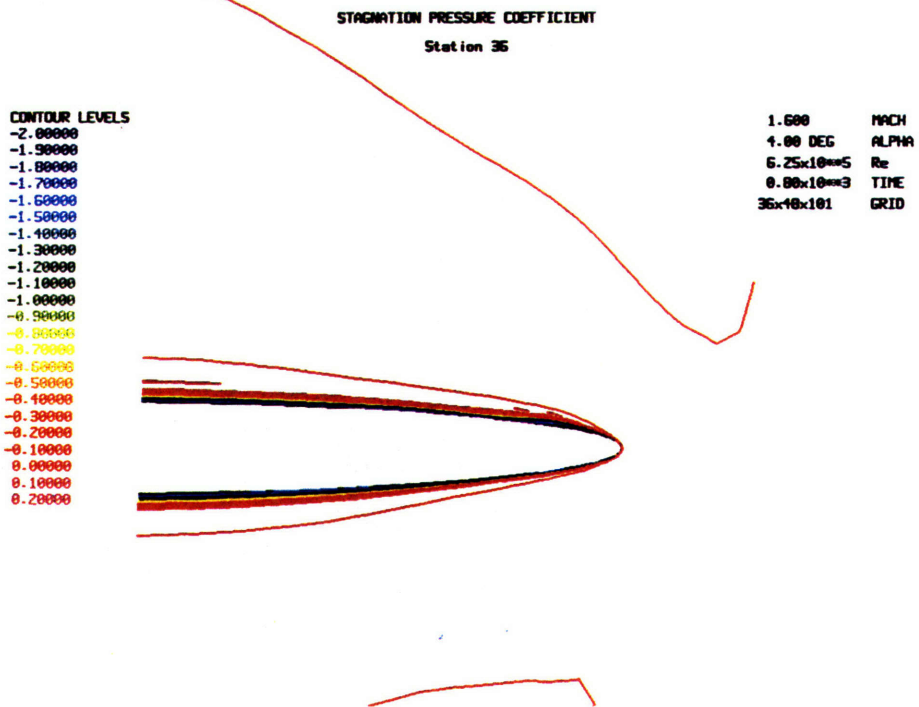 STAGNATION PRESSURE COEFFICIENT
Station 36
CONTOUR LEVELS
-2.00000
-1.90000
-1.80000
-1.70000
-1.60000
-1.50000
-1.40000
-1.30000
-1.20000
-1.10000
-1.00000
-0.90000
-0.80000
-0.70000
-0.60000
-0.50000
-0.40000
-0.30000
-0.20000
-0.10000
0.00000
0.10000
0.20000
1.600 MACH
4.00 DEG ALPHA
6.25x10**5 Re
0.80x10**3 TIME
36x40x101 GRID